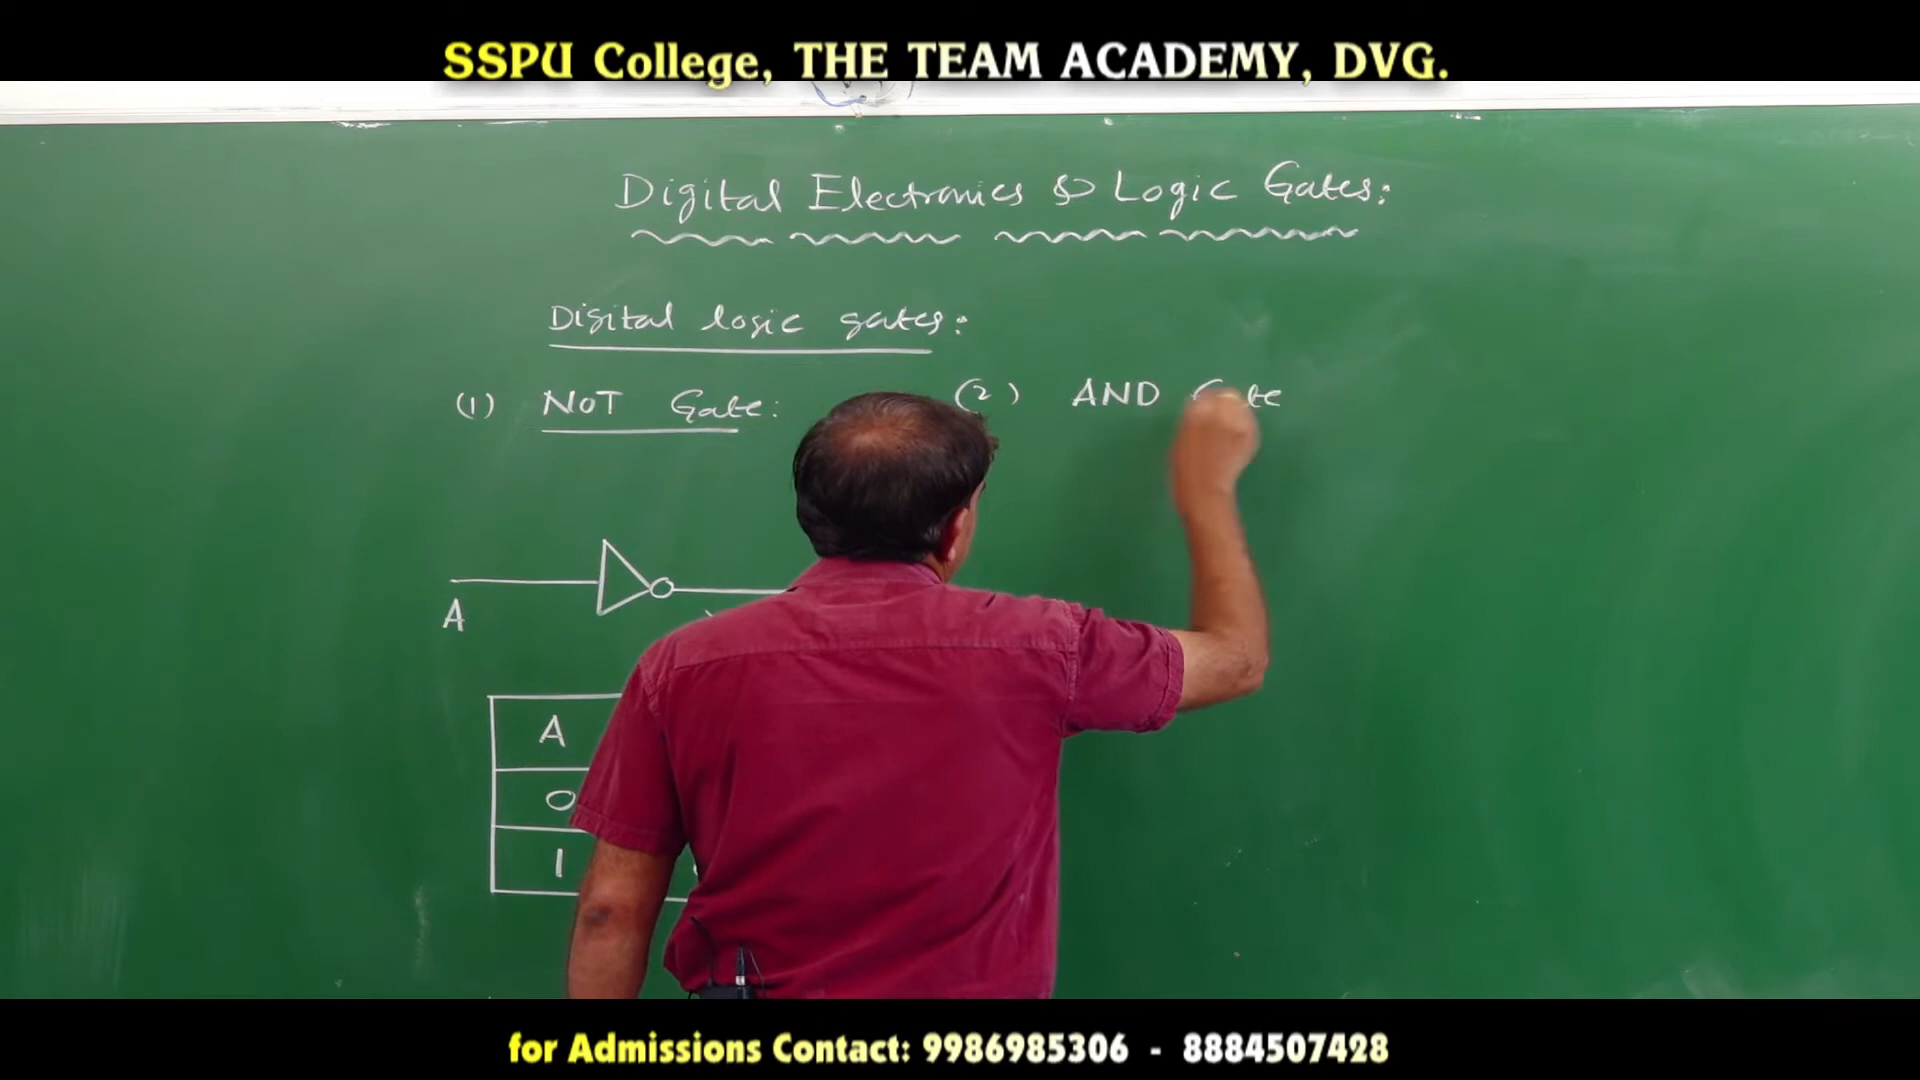 SSPU College, THE TEAM ACADEMY, DVG.
Digital Electronics & Logic Gates:
Digital logic gates:
(1) NOT Gate:
(2) AND Gate
A
A
0
1
for Admissions Contact: 9986985306 - 8884507428